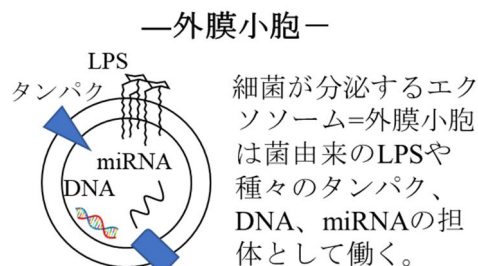 ―外膜小胞－
LPS
タンパク
miRNA
DNA
細菌が分泌するエク
ソソーム=外膜小胞
は菌由来のLPSや
種々のタンパク、
DNA、miRNAの担
体として働く。